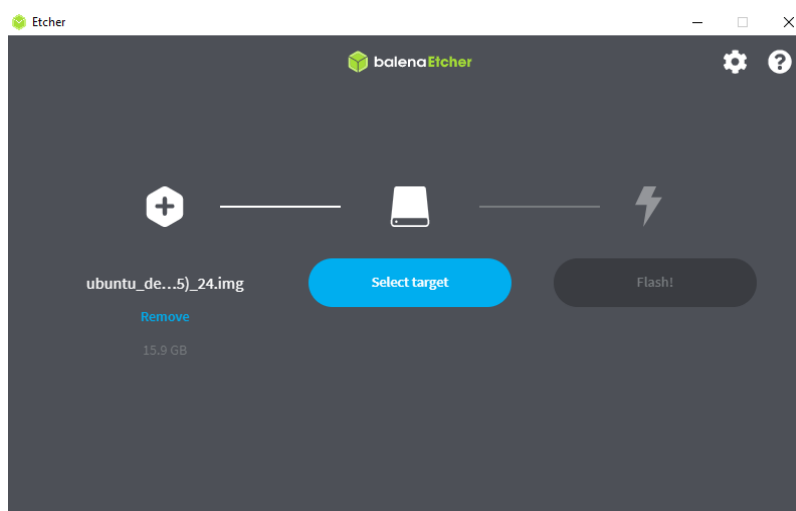 Etcher
balenaEtcher
ubuntu_de...5)_24.img
Select target
Flash!
Remove
15.9 GB